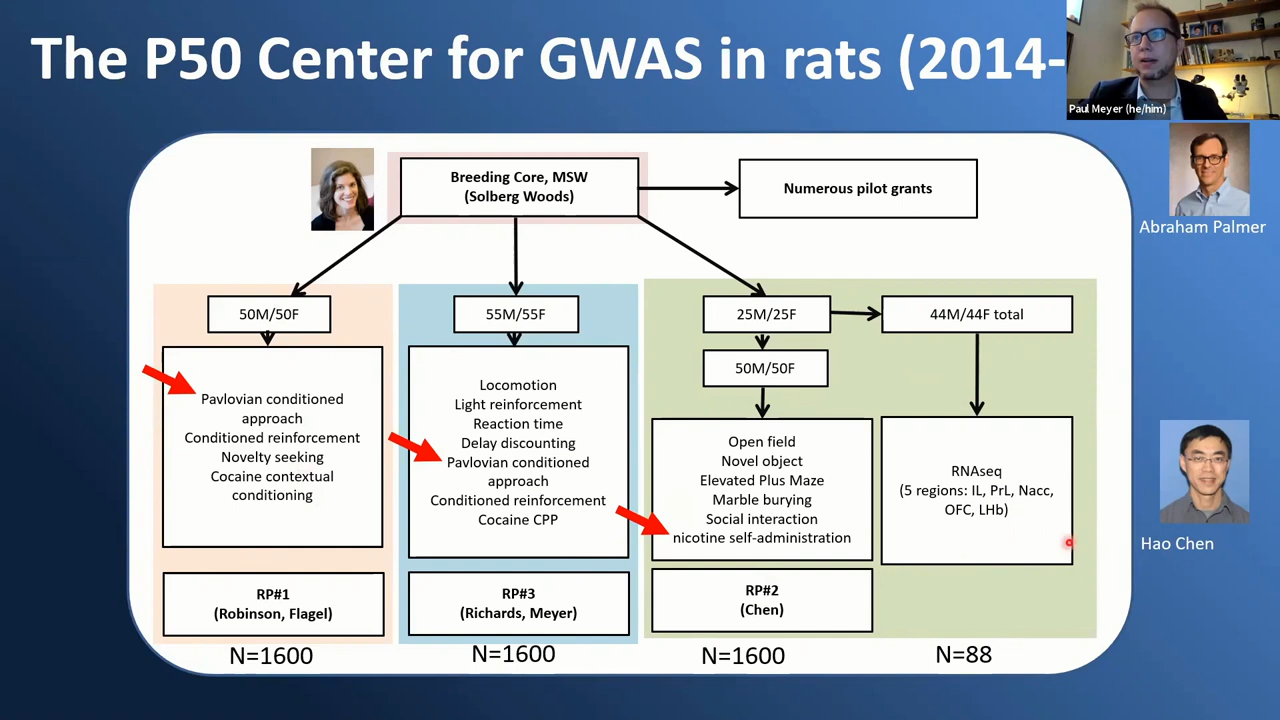 The P50 Center for GWAS in rats (2014-
Paul Meyer (he/him)
Breeding Core, MSW
(Solberg Woods)
Numerous pilot grants
Abraham Palmer
50M/50F
55M/55F
25M/25F
44M/44F total
50M/50F
Pavlovian conditioned
approach
Conditioned reinforcement
Novelty seeking
Cocaine contextual
conditioning
Locomotion
Light reinforcement
Reaction time
Delay discounting
Pavlovian conditioned
approach
Conditioned reinforcement
Cocaine CPP
Open field
Novel object
Elevated Plus Maze
Marble burying
Social interaction
nicotine self-administration
RNAseq
(5 regions: IL, PrL, Nacc,
OFC, LHb)
Hao Chen
RP#1
(Robinson, Flagel)
RP#3
(Richards, Meyer)
RP#2
(Chen)
N=1600
N=1600
N=1600
N=88